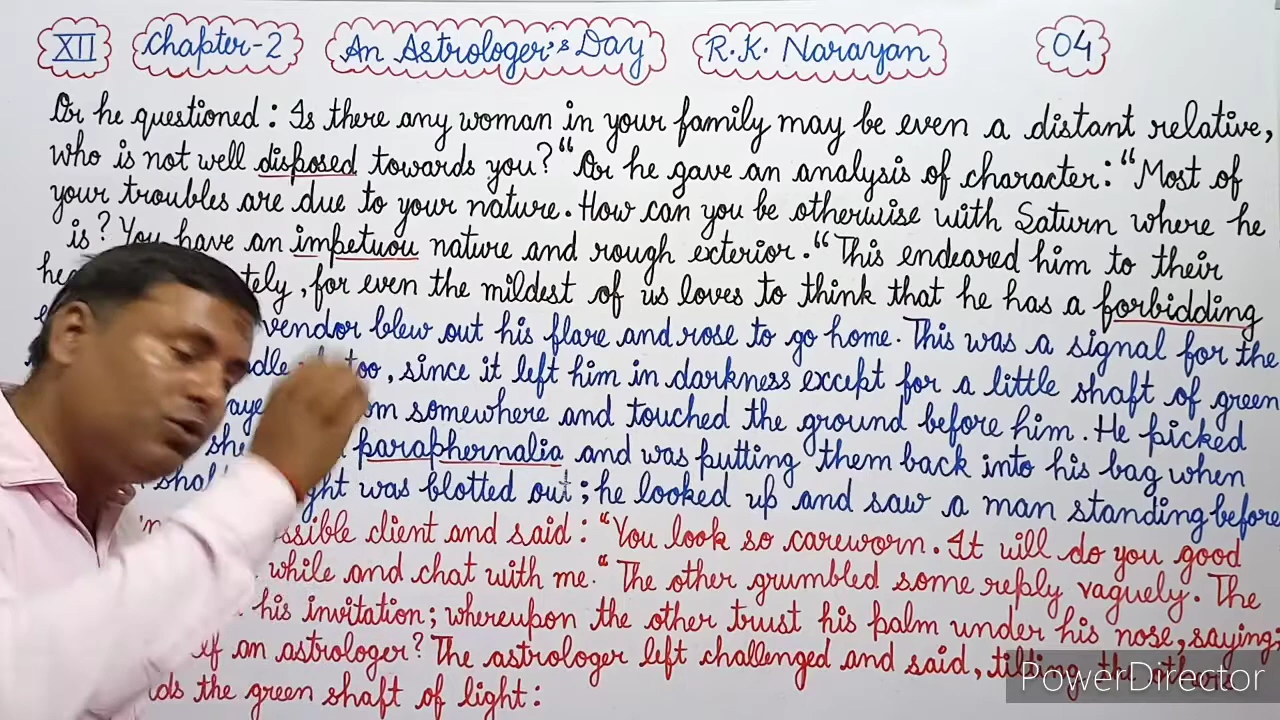 XII Chapter-2 An Astrologer's Day R.K. Narayan 04
Or he questioned : Is there any woman in your family may be even a distant relative,
who is not well disposed towards you?" Or he gave an analysis of character : "Most of
your troubles are due to your nature. How can you be otherwise with Saturn where he
is? You have an impetuou nature and rough exterior. "This endeared him to their
tely, for even the mildest of us loves to think that he has a forbidding
vendor blew out his flare and rose to go home. This was a signal for the
too, since it left him in darkness except for a little shaft of green
somewhere and touched the ground before him. He picked
paraphernalia and was putting them back into his bag when
ght was blotted out ; he looked up and saw a man standing before
ssible client and said : "You look so careworn. It will do you good
while and chat with me." The other grumbled some reply vaguely. The
his invitation ; whereupon the other trust his palm under his nose, saying,
an astrologer? The astrologer left challenged and said, tilting the
ds the green shaft of light :
PowerDirector